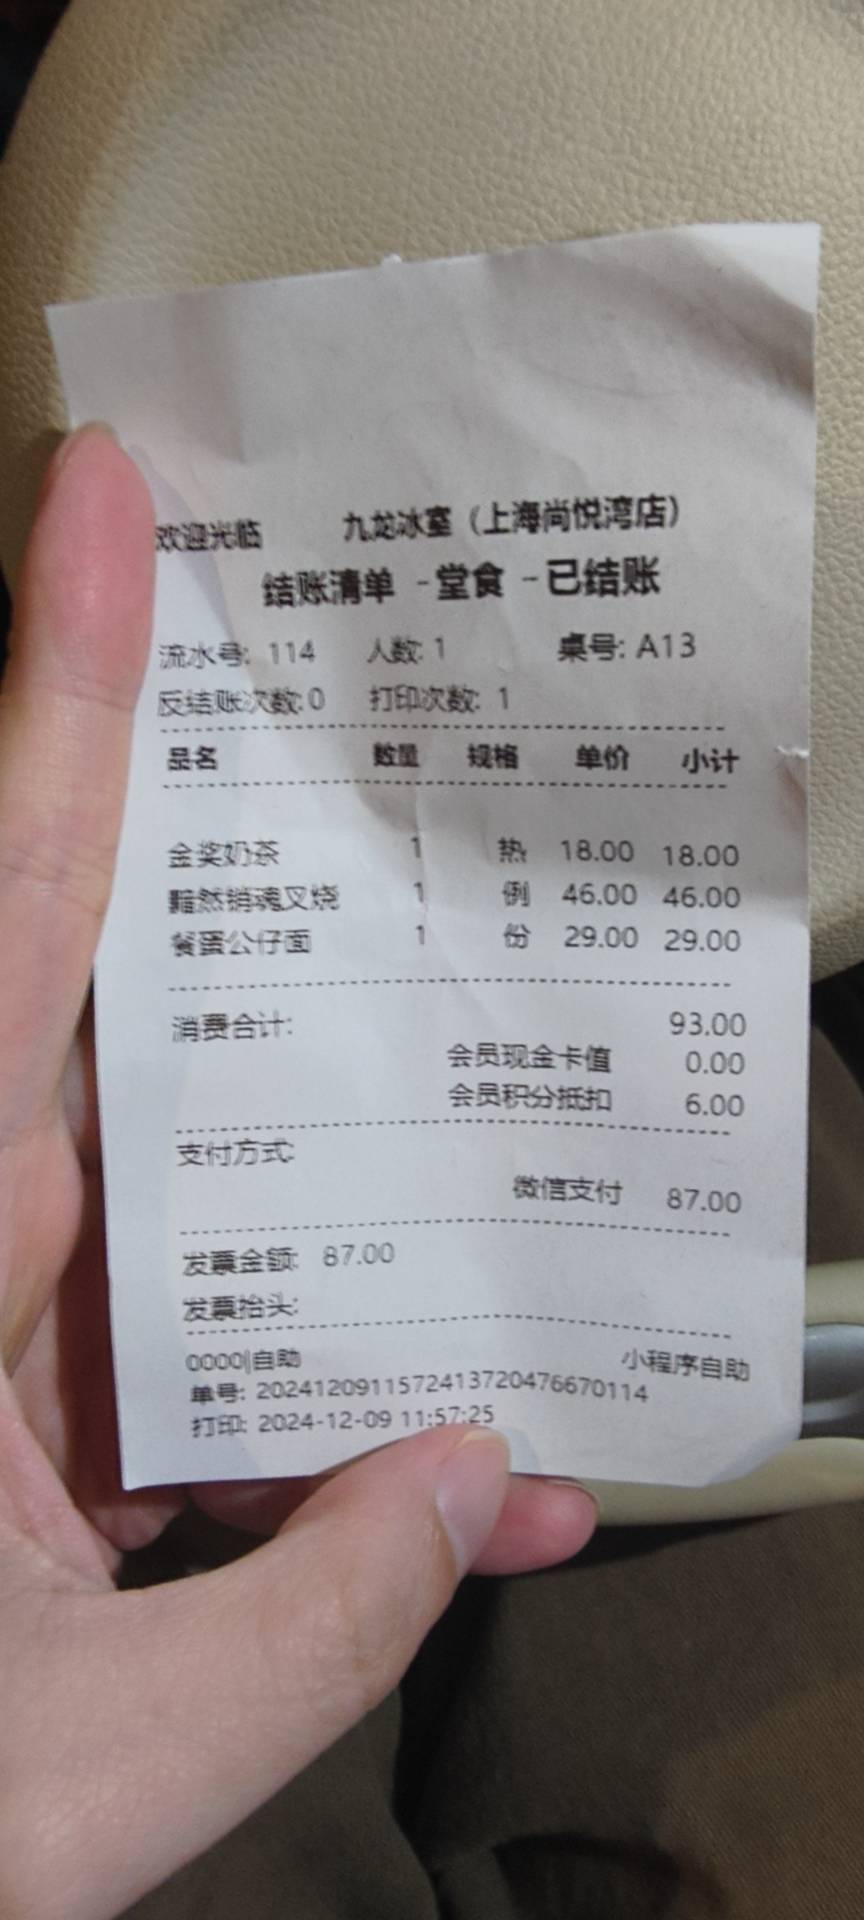 欢迎光临 九龙冰室（上海尚悦湾店）
结账清单 -堂食 -已结账
流水号: 114 人数: 1 桌号: A13
反结账次数:0 打印次数: 1
品名 数量 规格 单价 小计
金奖奶茶 1 热 18.00 18.00
黯然销魂叉烧 1 例 46.00 46.00
餐蛋公仔面 1 份 29.00 29.00
消费合计: 93.00
会员现金卡值 0.00
会员积分抵扣 6.00
支付方式:
微信支付 87.00
发票金额: 87.00
发票抬头:
0000|自助 小程序自助
单号: 2024120911572413720476670114
打印: 2024-12-09 11:57:25